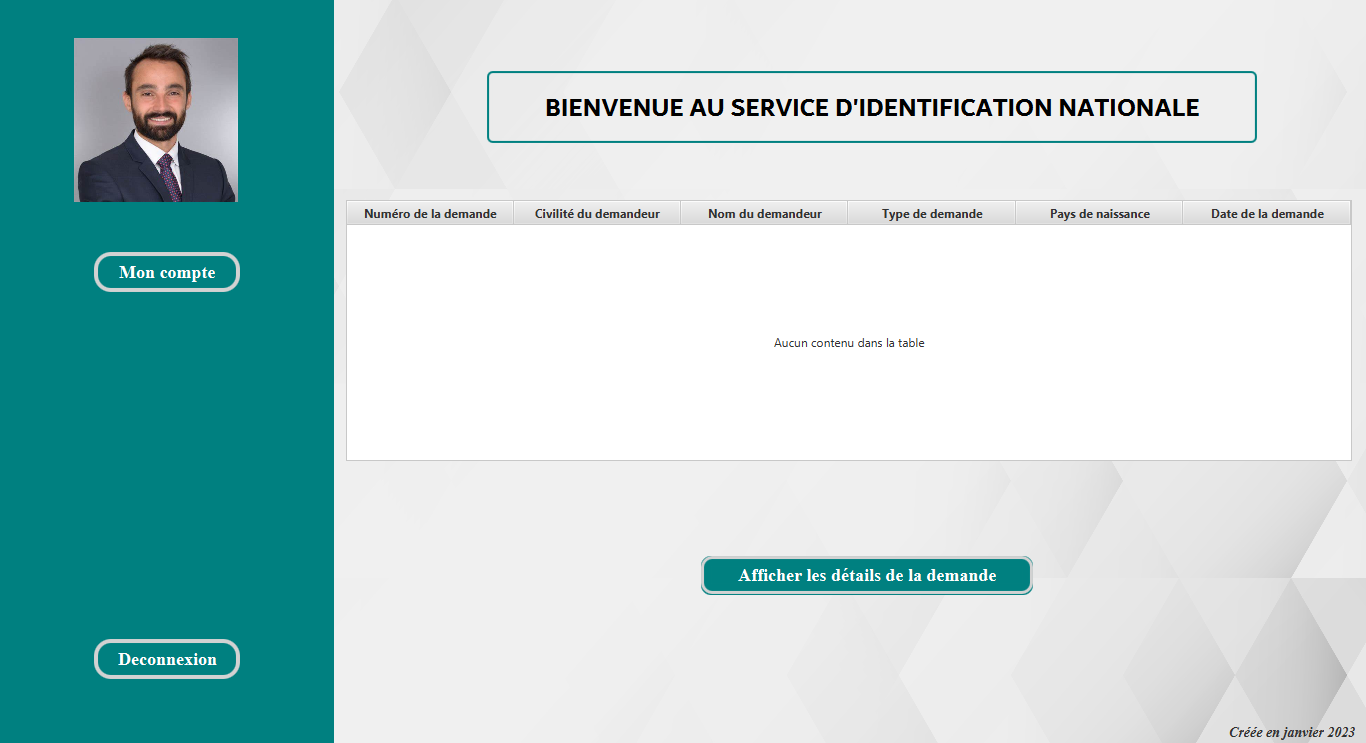 BIENVENUE AU SERVICE D'IDENTIFICATION NATIONALE
Numéro de la demande Civilité du demandeur Nom du demandeur Type de demande Pays de naissance Date de la demande
Mon compte
Aucun contenu dans la table
Afficher les détails de la demande
Deconnexion
Créée en janvier 2023